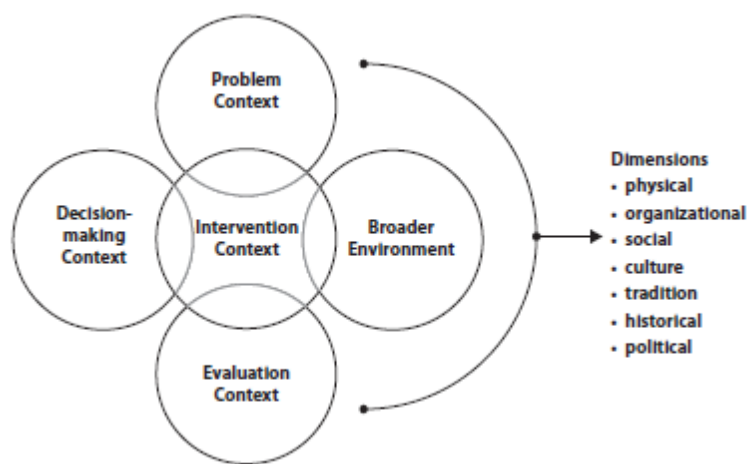 Problem
Context
Decision-
making
Context
Intervention
Context
Broader
Environment
Evaluation
Context
Dimensions
• physical
• organizational
• social
• culture
• tradition
• historical
• political